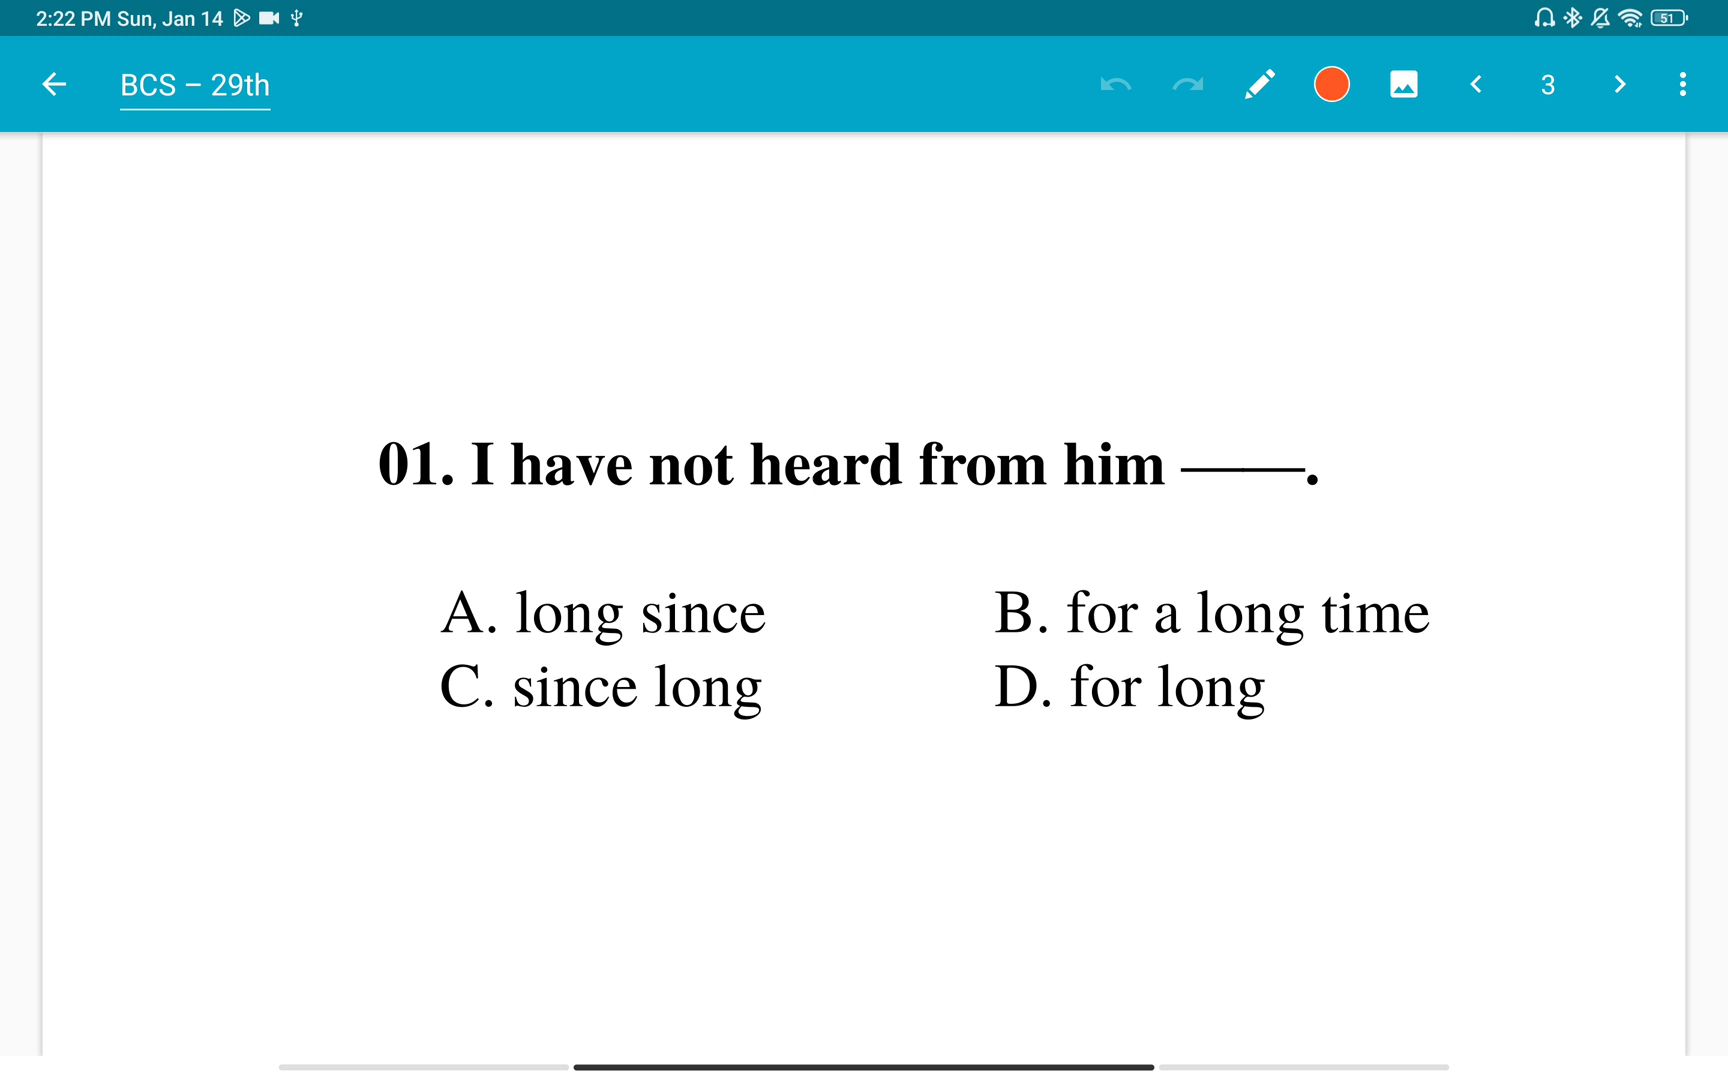 2:22 PM Sun, Jan 14
51
BCS – 29th
3
01. I have not heard from him ——.
A. long since
B. for a long time
C. since long
D. for long